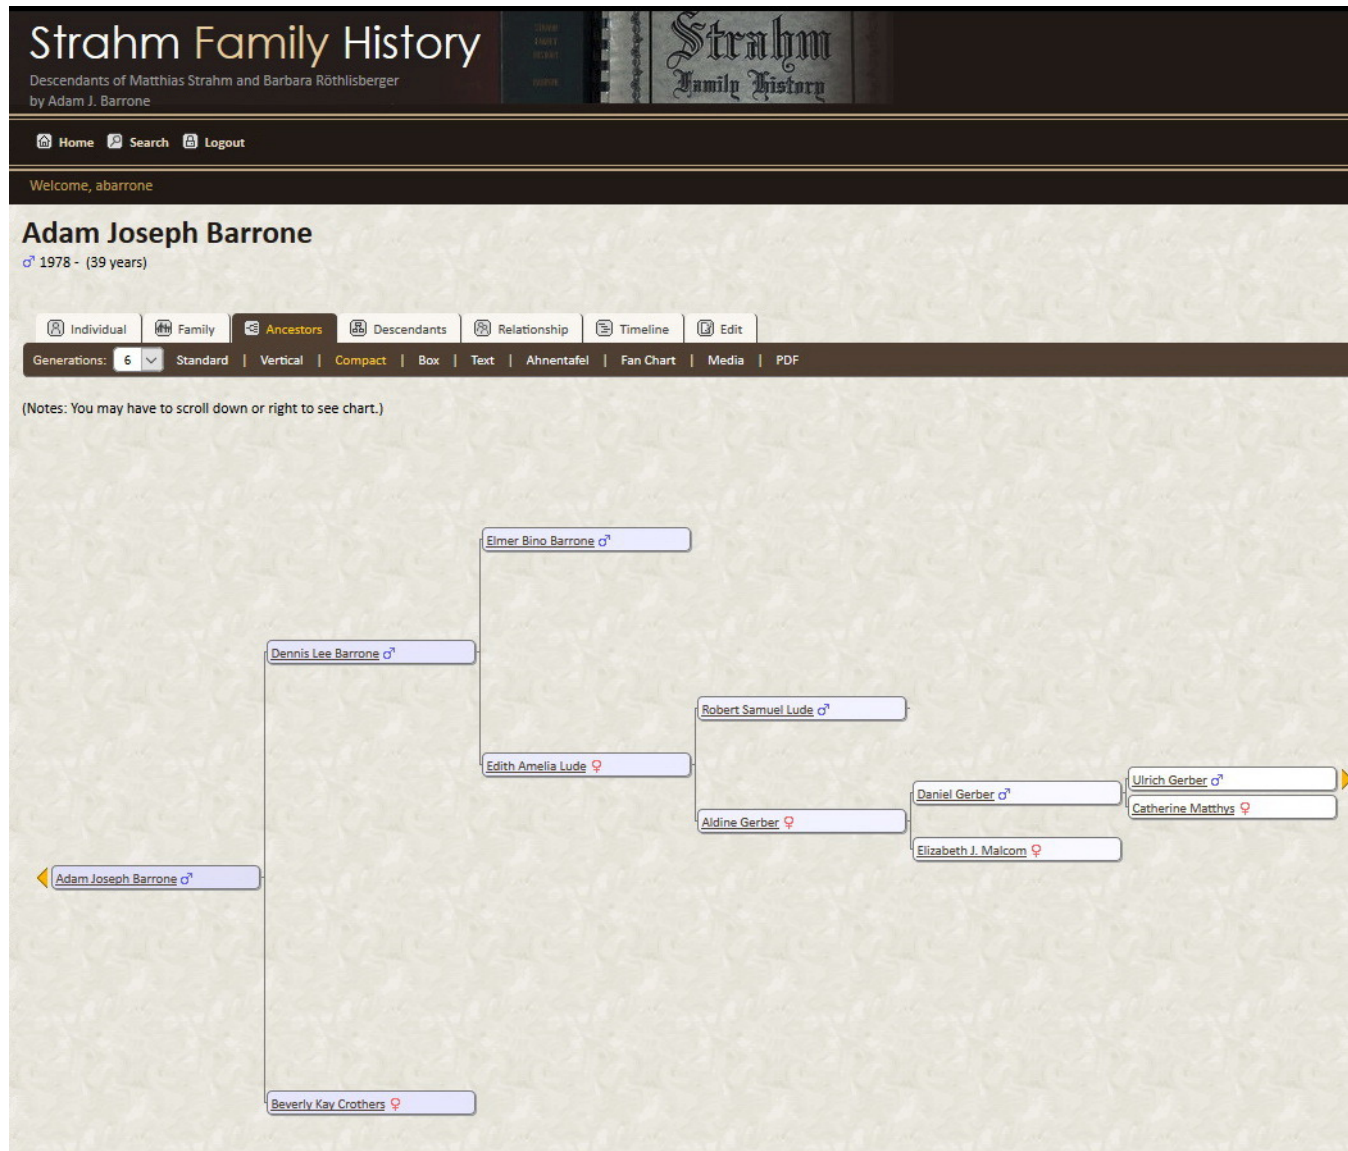 Strahm Family History
Strahm
Family History
Descendants of Matthias Strahm and Barbara Röthlisberger
by Adam J. Barrone
Home Search Logout
Welcome, abarrone
Adam Joseph Barrone
♂ 1978 - (39 years)
Individual Family Ancestors Descendants Relationship Timeline Edit
Generations: 6 Standard | Vertical | Compact | Box | Text | Ahnentafel | Fan Chart | Media | PDF
(Notes: You may have to scroll down or right to see chart.)
Elmer Bino Barrone ♂
Dennis Lee Barrone ♂
Robert Samuel Lude ♂
Edith Amelia Lude ♀
Ulrich Gerber ♂
Daniel Gerber ♂
Catherine Matthys ♀
Aldine Gerber ♀
Elizabeth J. Malcom ♀
Adam Joseph Barrone ♂
Beverly Kay Crothers ♀